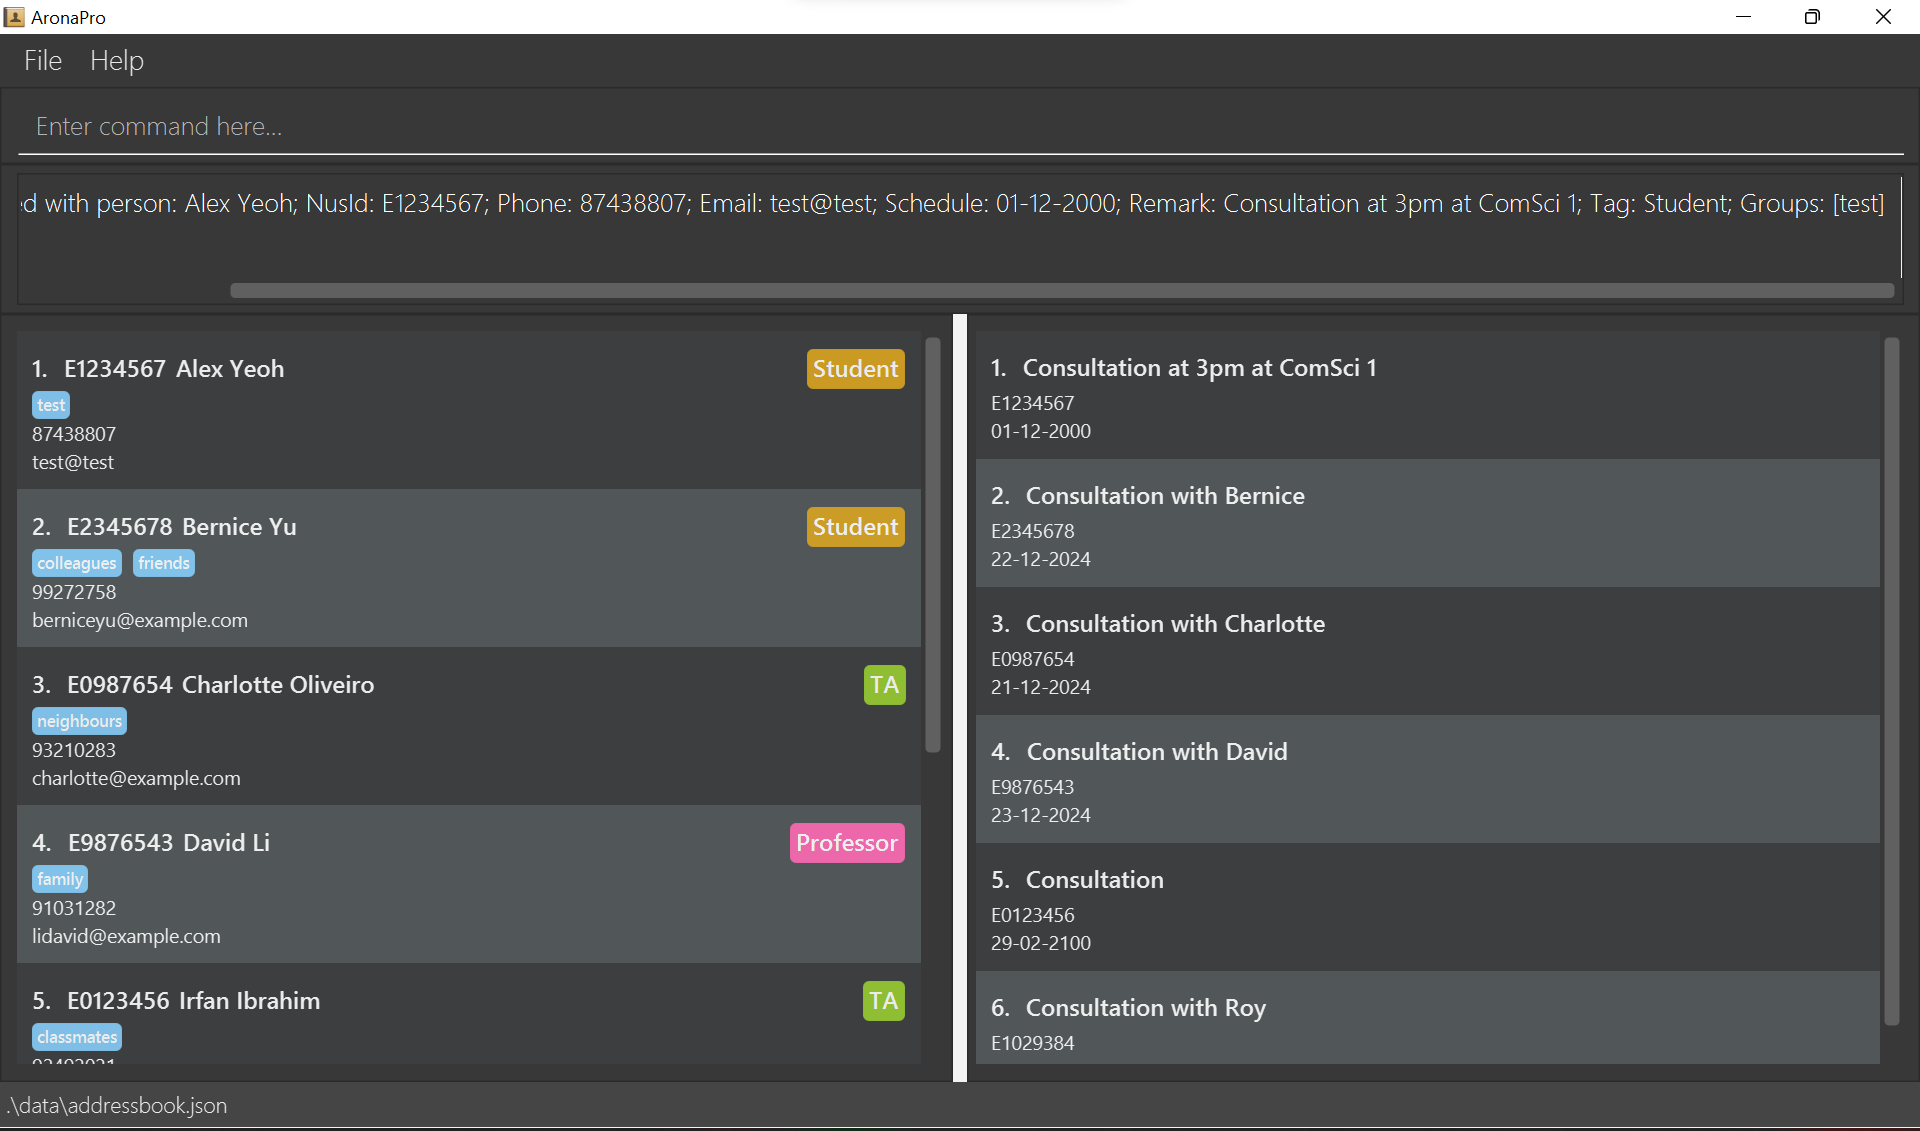 AronaPro
File Help
Enter command here...
d with person: Alex Yeoh; NusId: E1234567; Phone: 87438807; Email: test@test; Schedule: 01-12-2000; Remark: Consultation at 3pm at ComSci 1; Tag: Student; Groups: [test]
1. E1234567 Alex Yeoh Student
test
87438807
test@test
2. E2345678 Bernice Yu Student
colleagues friends
99272758
berniceyu@example.com
3. E0987654 Charlotte Oliveiro TA
neighbours
93210283
charlotte@example.com
4. E9876543 David Li Professor
family
91031282
lidavid@example.com
5. E0123456 Irfan Ibrahim TA
classmates
1. Consultation at 3pm at ComSci 1
E1234567
01-12-2000
2. Consultation with Bernice
E2345678
22-12-2024
3. Consultation with Charlotte
E0987654
21-12-2024
4. Consultation with David
E9876543
23-12-2024
5. Consultation
E0123456
29-02-2100
6. Consultation with Roy
E1029384
.\data\addressbook.json